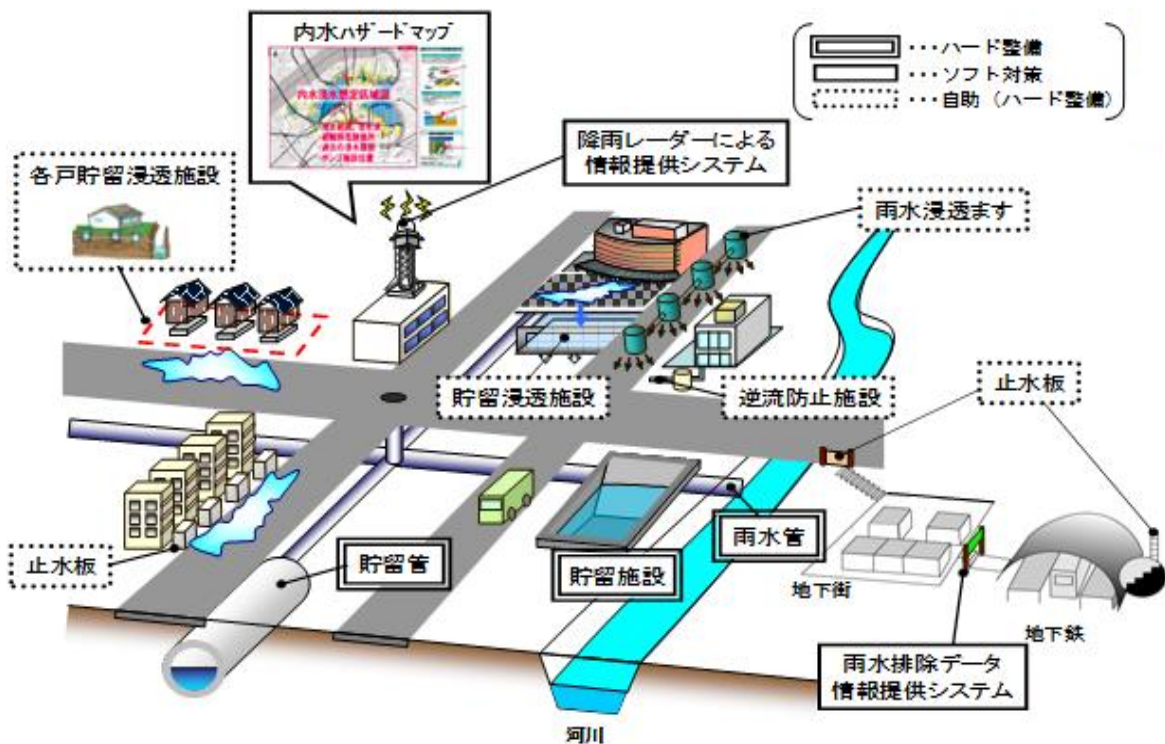 内水ハザードマップ
内水浸水想定区域図
・・・ハード整備
・・・ソフト対策
・・・自助（ハード整備）
降雨レーダーによる
情報提供システム
各戸貯留浸透施設
雨水浸透ます
貯留浸透施設
逆流防止施設
止水板
止水板
貯留管
貯留施設
雨水管
地下街
地下鉄
雨水排除データ
情報提供システム
河川